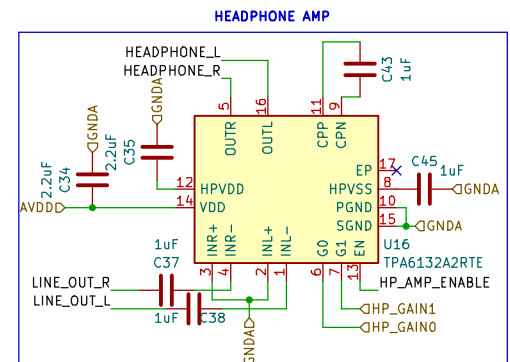 HEADPHONE AMP
HEADPHONE_L
HEADPHONE_R
GNDA
GNDA
C43
1uF
5
16
11
9
OUTR
OUTL
CPP
CPN
2.2uF
C34
2.2uF
C35
EP
17
C45
1uF
12
HPVDD
HPVSS
8
GNDA
AVDD
14
VDD
PGND
10
SGND
15
GNDA
INR+
INR-
INL+
INL-
G0
G1
EN
U16
TPA6132A2RTE
3
4
2
1
6
7
13
1uF
C37
LINE_OUT_R
LINE_OUT_L
1uF
C38
HP_AMP_ENABLE
HP_GAIN1
HP_GAIN0
GNDA